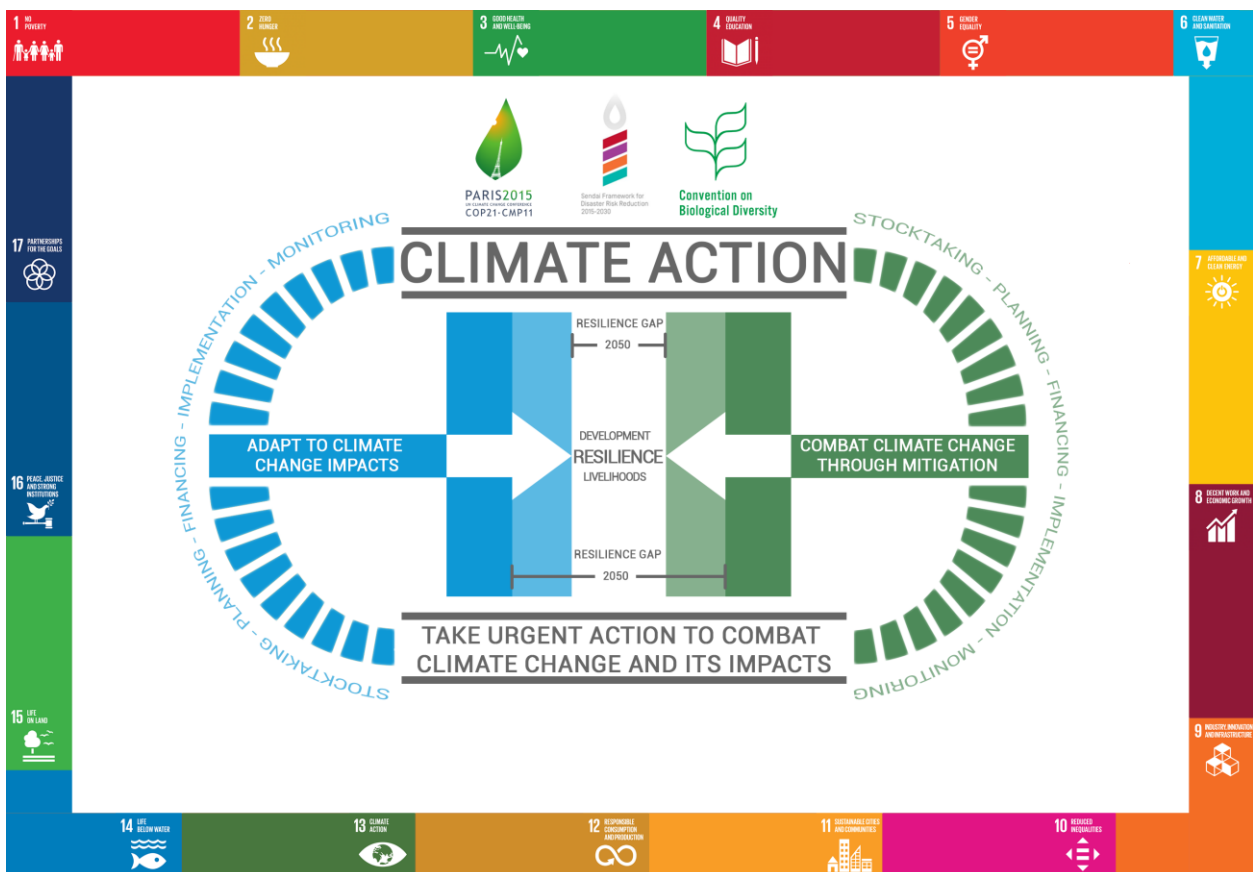 1 NO
POVERTY
2 ZERO
HUNGER
3 GOOD HEALTH
AND WELL-BEING
4 QUALITY
EDUCATION
5 GENDER
EQUALITY
6 CLEAN WATER
AND SANITATION
7 AFFORDABLE AND
CLEAN ENERGY
8 DECENT WORK AND
ECONOMIC GROWTH
9 INDUSTRY, INNOVATION
AND INFRASTRUCTURE
10 REDUCED
INEQUALITIES
11 SUSTAINABLE CITIES
AND COMMUNITIES
12 RESPONSIBLE
CONSUMPTION
AND PRODUCTION
13 CLIMATE
ACTION
14 LIFE
BELOW WATER
15 LIFE
ON LAND
16 PEACE, JUSTICE
AND STRONG
INSTITUTIONS
17 PARTNERSHIPS
FOR THE GOALS
PARIS2015
UN CLIMATE CHANGE CONFERENCE
COP21-CMP11
Sendai Framework for
Disaster Risk Reduction
2015-2030
Convention on
Biological Diversity
CLIMATE ACTION
STOCKTAKING - PLANNING - FINANCING - IMPLEMENTATION - MONITORING
STOCKTAKING - PLANNING - FINANCING - IMPLEMENTATION - MONITORING
RESILIENCE GAP
2050
ADAPT TO CLIMATE
CHANGE IMPACTS
DEVELOPMENT
RESILIENCE
LIVELIHOODS
COMBAT CLIMATE CHANGE
THROUGH MITIGATION
RESILIENCE GAP
2050
TAKE URGENT ACTION TO COMBAT
CLIMATE CHANGE AND ITS IMPACTS